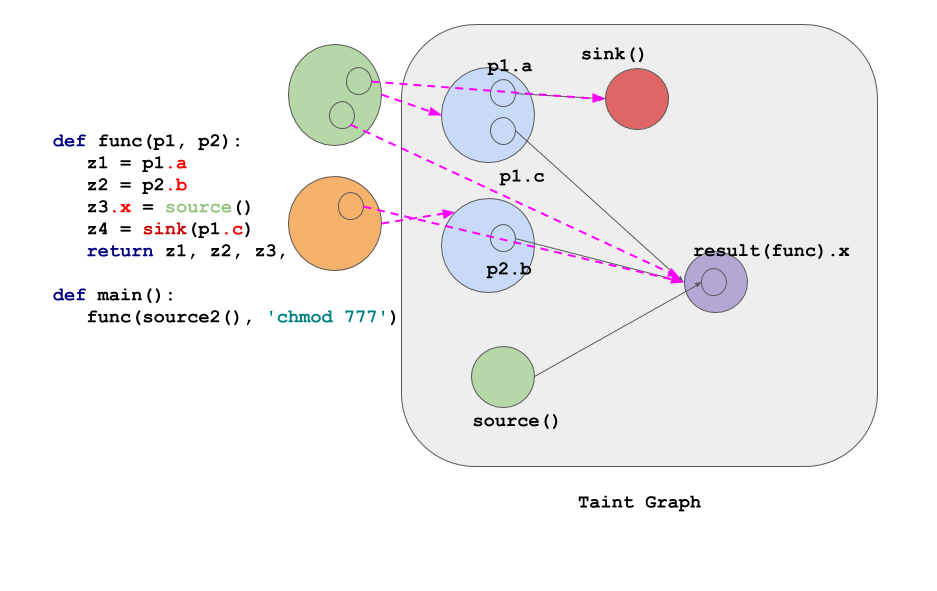 def func(p1, p2):
z1 = p1.a
z2 = p2.b
z3.x = source()
z4 = sink(p1.c)
return z1, z2, z3,
def main():
func(source2(), 'chmod 777')
p1.a
sink()
p1.c
p2.b
result(func).x
source()
Taint Graph